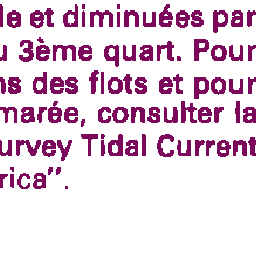 le et diminuées par
u 3ème quart. Pour
ns des flots et pour
marée, consulter la
urvey Tidal Current
rica".